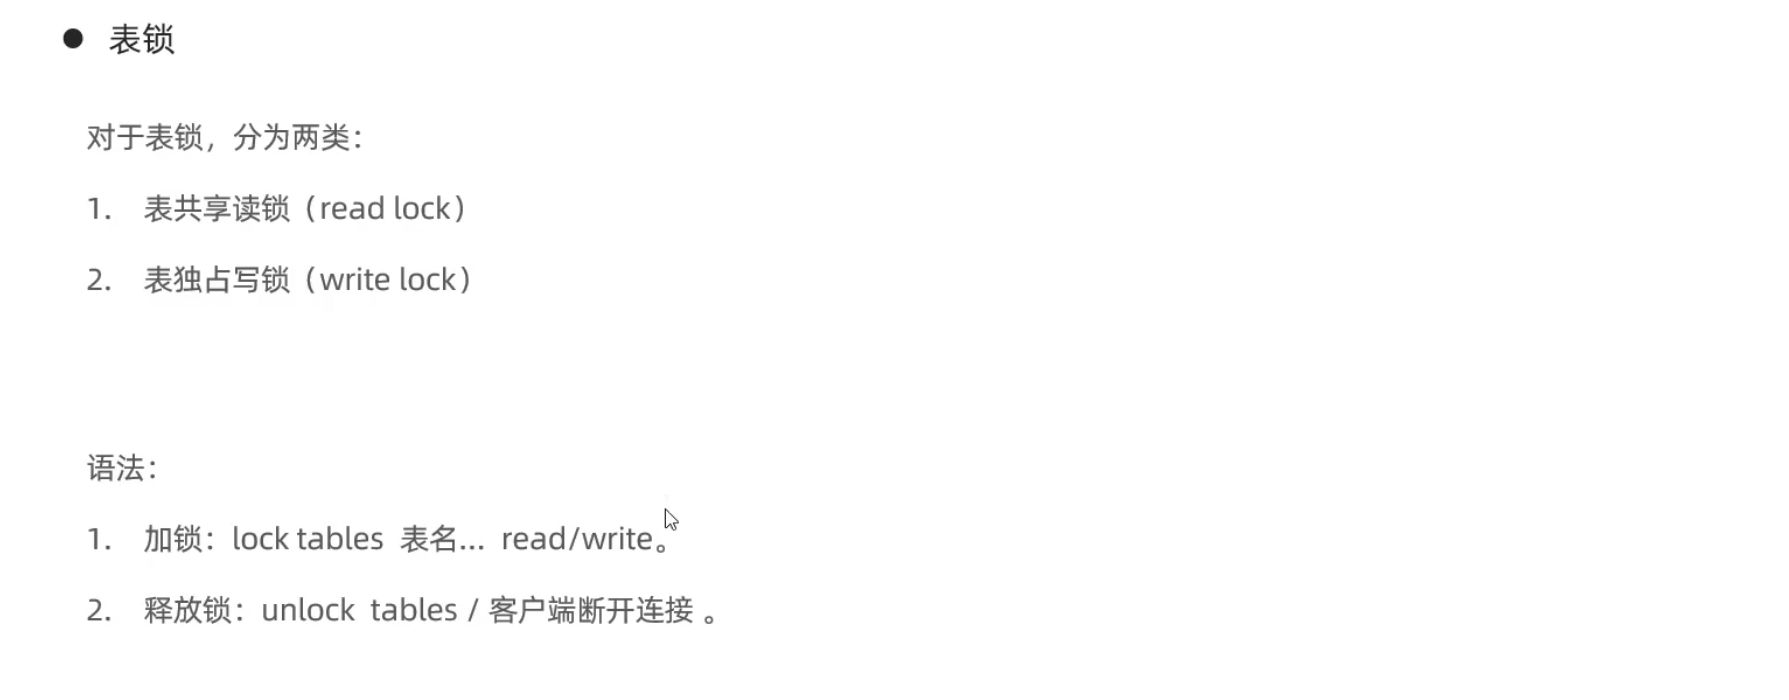 ● 表锁
对于表锁，分为两类：
1. 表共享读锁（read lock）
2. 表独占写锁（write lock）
语法：
1. 加锁：lock tables 表名... read/write。
2. 释放锁：unlock tables / 客户端断开连接 。